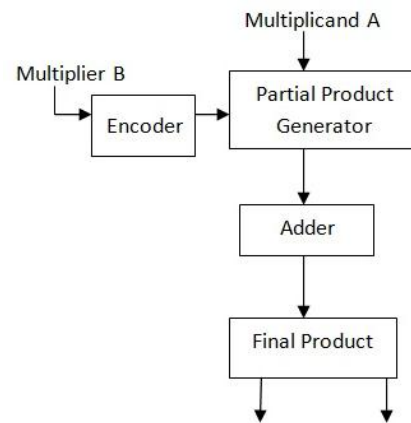 Multiplicand A
Multiplier B
Encoder
Partial Product
Generator
Adder
Final Product